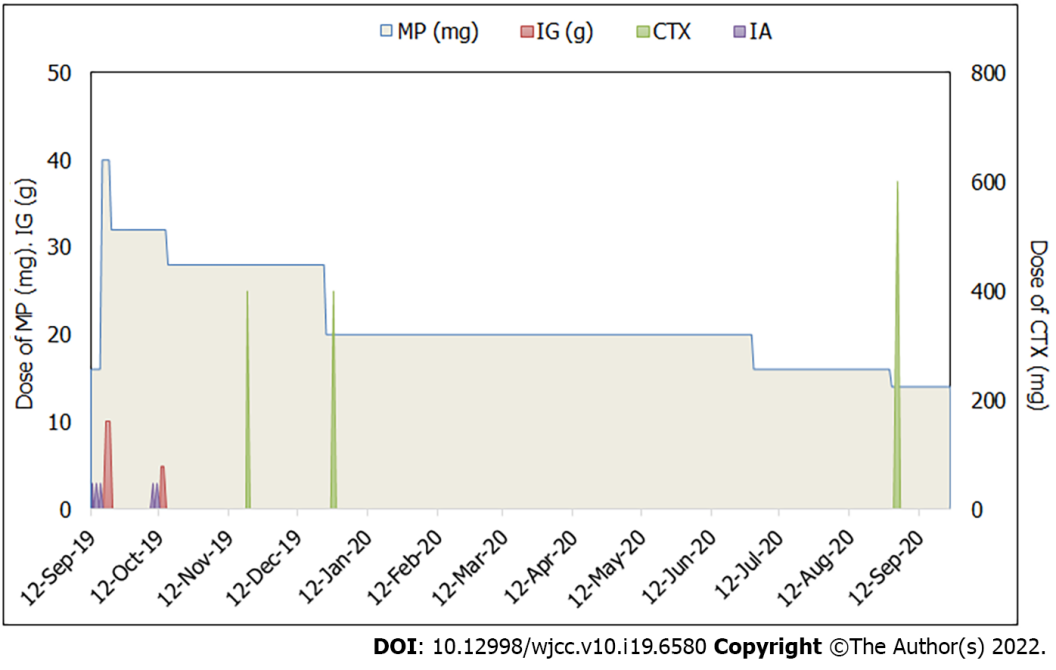 MP (mg) IG (g) CTX IA
50
40
30
20
10
0
Dose of MP (mg). IG (g)
800
600
400
200
0
Dose of CTX (mg)
12-Sep-19
12-Oct-19
12-Nov-19
12-Dec-19
12-Jan-20
12-Feb-20
12-Mar-20
12-Apr-20
12-May-20
12-Jun-20
12-Jul-20
12-Aug-20
12-Sep-20
DOI: 10.12998/wjcc.v10.i19.6580 Copyright ©The Author(s) 2022.